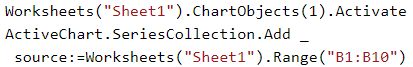 Worksheets("Sheet1").ChartObjects(1).Activate
ActiveChart.SeriesCollection.Add _
 source:=Worksheets("Sheet1").Range("B1:B10")